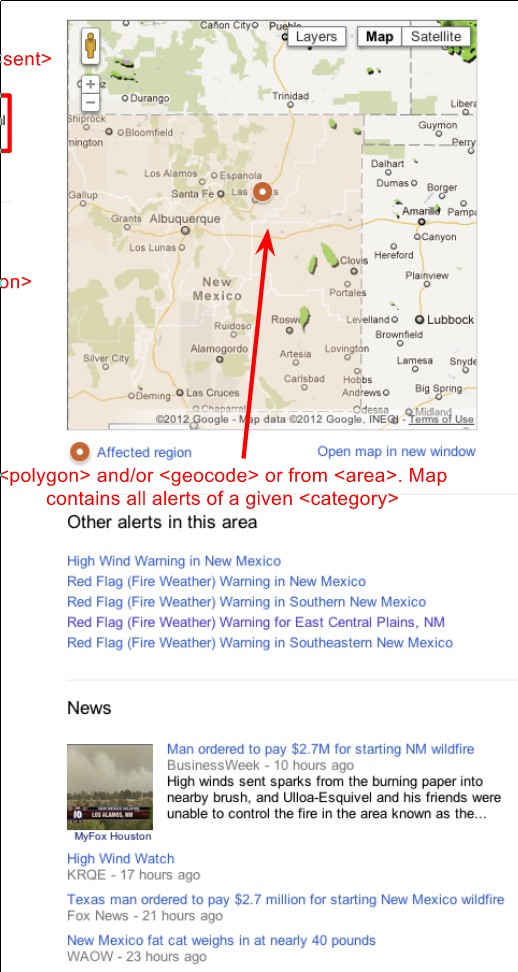 Cañon City
Pueblo
Layers
Map
Satellite
sent>
Durango
Trinidad
Libera
Shiprock
Bloomfield
mington
Guymon
Perry
Dalhart
Los Alamos
Espanola
Dumas
Borger
Gallup
Santa Fe
Las
s
Pampa
Grants
Albuquerque
Amarillo
Canyon
Los Lunas
Hereford
Clovis
on>
New
Mexico
Plainview
Portales
Ruidoso
Roswe
Levelland
Lubbock
Brownfield
Alamogordo
Artesia
Lovington
Silver City
Lamesa
Snyde
Carlsbad
Hobbs
Big Spring
Deming
Las Cruces
Andrews
Chaparral
Odessa
Midland
©2012 Google - Map data ©2012 Google, INEGI - Terms of Use
Affected region
Open map in new window
<polygon> and/or <geocode> or from <area>. Map
contains all alerts of a given <category>
Other alerts in this area
High Wind Warning in New Mexico
Red Flag (Fire Weather) Warning in New Mexico
Red Flag (Fire Weather) Warning in Southern New Mexico
Red Flag (Fire Weather) Warning for East Central Plains, NM
Red Flag (Fire Weather) Warning in Southeastern New Mexico
News
Man ordered to pay $2.7M for starting NM wildfire
BusinessWeek - 10 hours ago
High winds sent sparks from the burning paper into
nearby brush, and Ulloa-Esquivel and his friends were
unable to control the fire in the area known as the...
LOS ALAMOS, NM
MyFox Houston
High Wind Watch
KRQE - 17 hours ago
Texas man ordered to pay $2.7 million for starting New Mexico wildfire
Fox News - 21 hours ago
New Mexico fat cat weighs in at nearly 40 pounds
WAOW - 23 hours ago